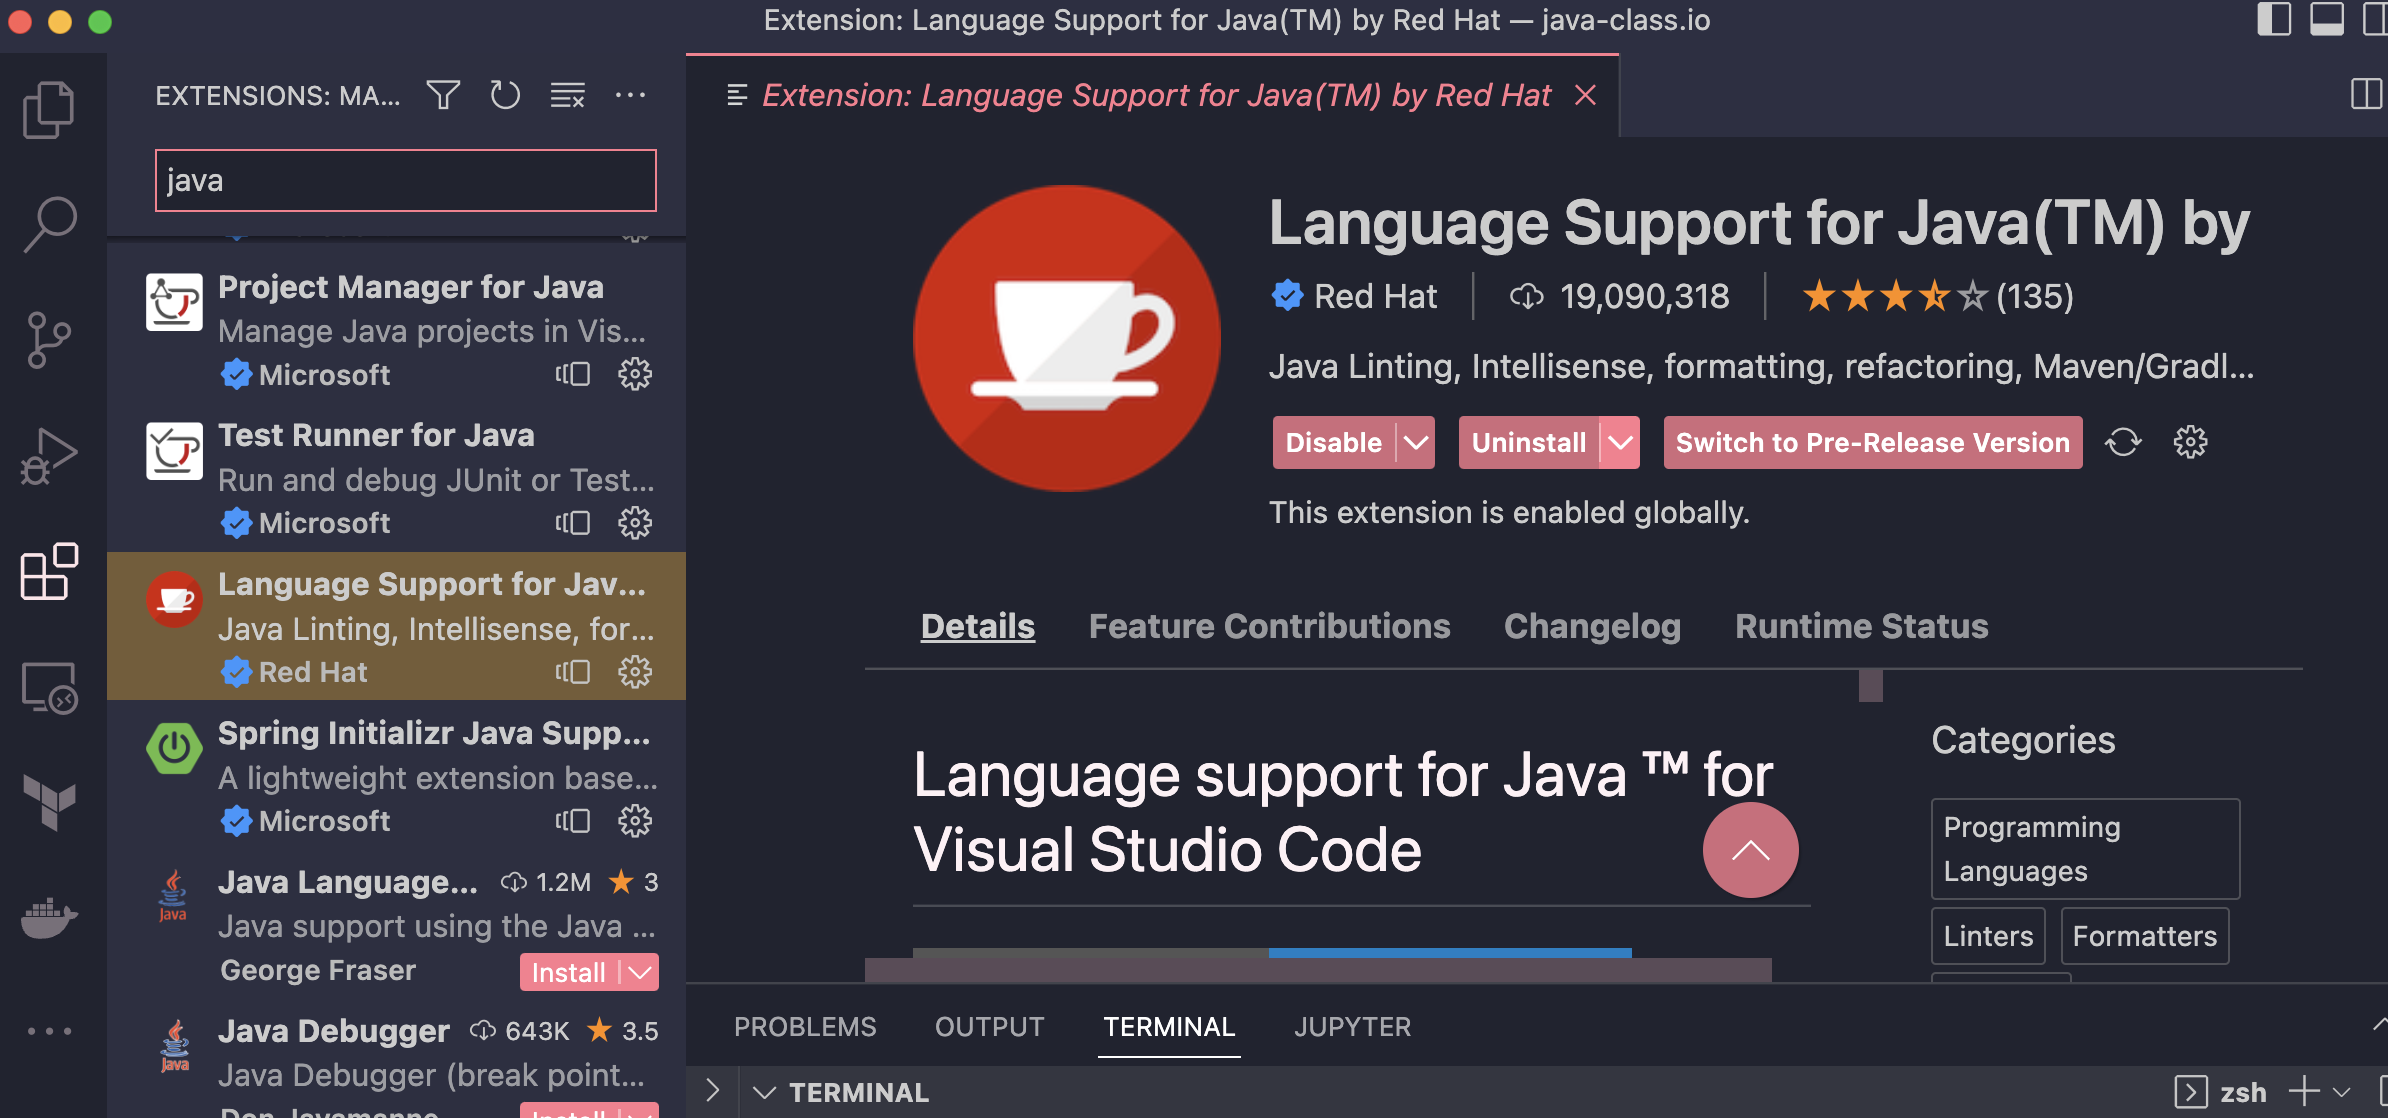 Extension: Language Support for Java(TM) by Red Hat — java-class.io
EXTENSIONS: MA...
java
Project Manager for Java
Manage Java projects in Vis...
Microsoft
Test Runner for Java
Run and debug JUnit or Test...
Microsoft
Language Support for Jav...
Java Linting, Intellisense, for...
Red Hat
Spring Initializr Java Supp...
A lightweight extension base...
Microsoft
Java Language... 1.2M 3
Java support using the Java ...
George Fraser Install
Java
Java Debugger 643K 3.5
Java Debugger (break point...
Java
Install
Extension: Language Support for Java(TM) by Red Hat
Language Support for Java(TM) by
Red Hat 19,090,318 (135)
Java Linting, Intellisense, formatting, refactoring, Maven/Gradl...
Disable Uninstall Switch to Pre-Release Version
This extension is enabled globally.
Details Feature Contributions Changelog Runtime Status
Language support for Java ™ for
Visual Studio Code
Categories
Programming
Languages
Linters Formatters
PROBLEMS OUTPUT TERMINAL JUPYTER
TERMINAL zsh